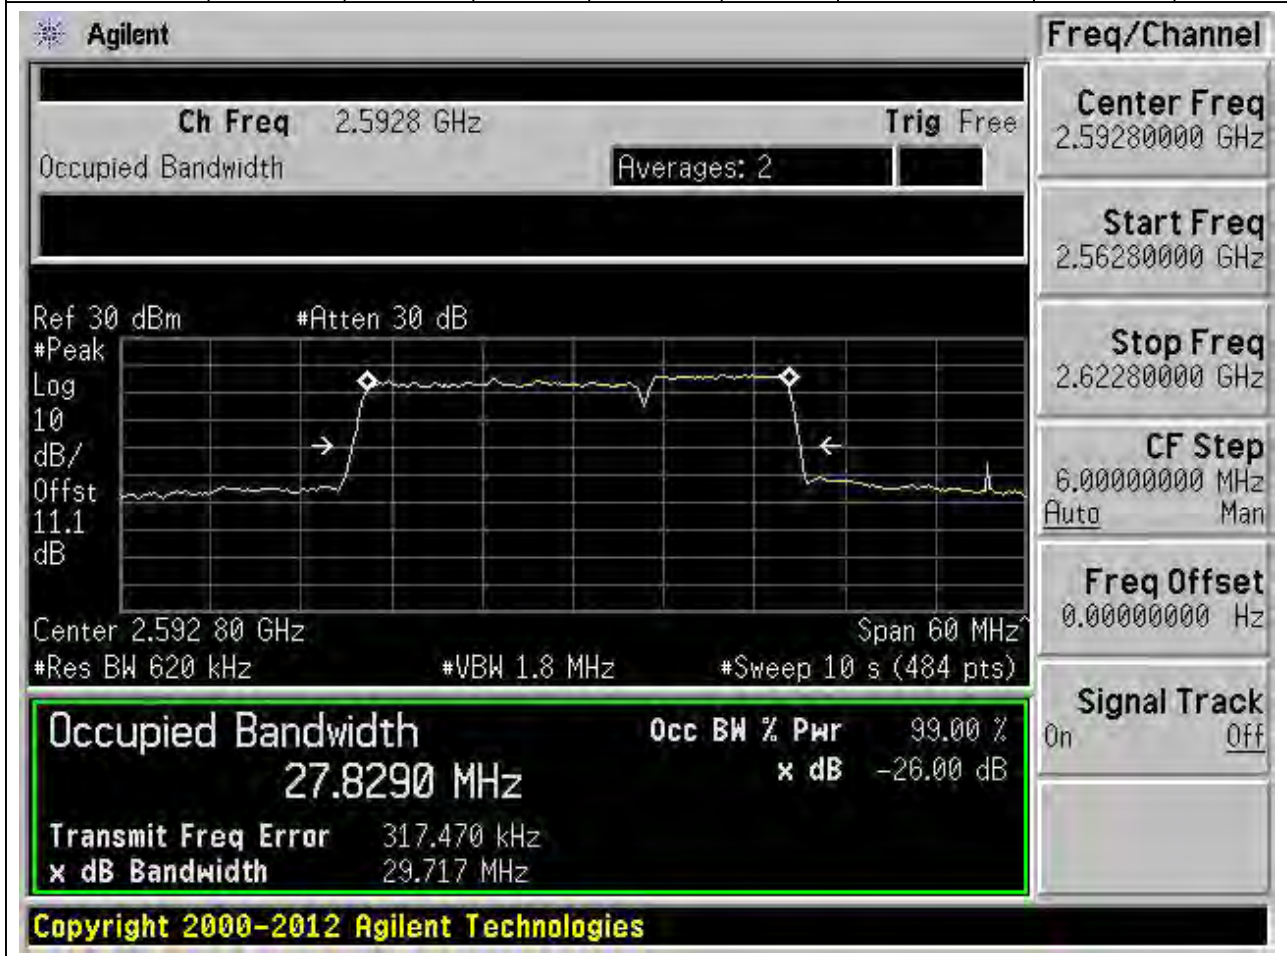 Agilent
Freq/Channel
Ch Freq 2.5928 GHz Trig Free
Occupied Bandwidth Averages: 2
Center Freq
2.59280000 GHz
Start Freq
2.56280000 GHz
Stop Freq
2.62280000 GHz
CF Step
6.00000000 MHz
Auto Man
Freq Offset
0.00000000 Hz
Signal Track
On Off
Ref 30 dBm #Atten 30 dB
#Peak
Log
10
dB/
Offst
11.1
dB
Center 2.592 80 GHz Span 60 MHz^
#Res BW 620 kHz #VBW 1.8 MHz #Sweep 10 s (484 pts)
Occupied Bandwidth
27.8290 MHz
Occ BW % Pwr 99.00 %
x dB -26.00 dB
Transmit Freq Error 317.470 kHz
x dB Bandwidth 29.717 MHz
Copyright 2000-2012 Agilent Technologies